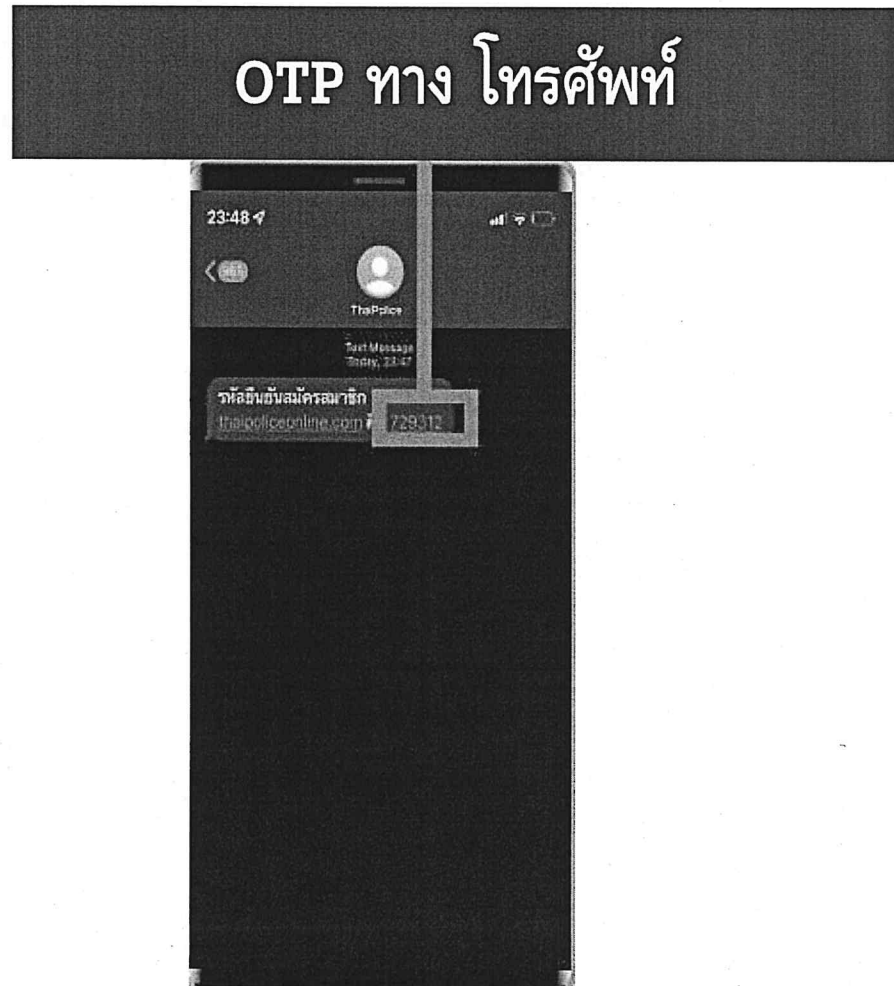 OTP ทาง โทรศัพท์
23:48
ThaiPolice
Text Message
Today, 23:47
รหัสยืนยันสมัครสมาชิก
thaipoliceonline.com 729312